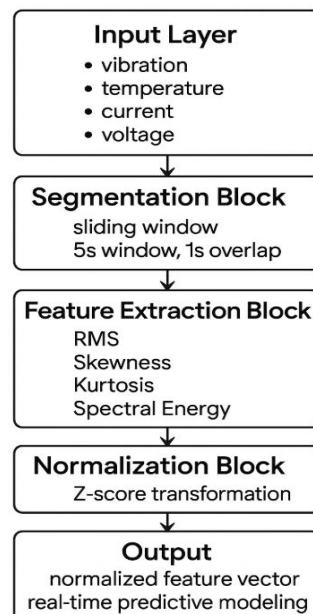 Input Layer
• vibration
• temperature
• current
• voltage
Segmentation Block
sliding window
5s window, 1s overlap
Feature Extraction Block
RMS
Skewness
Kurtosis
Spectral Energy
Normalization Block
Z-score transformation
Output
normalized feature vector
real-time predictive modeling